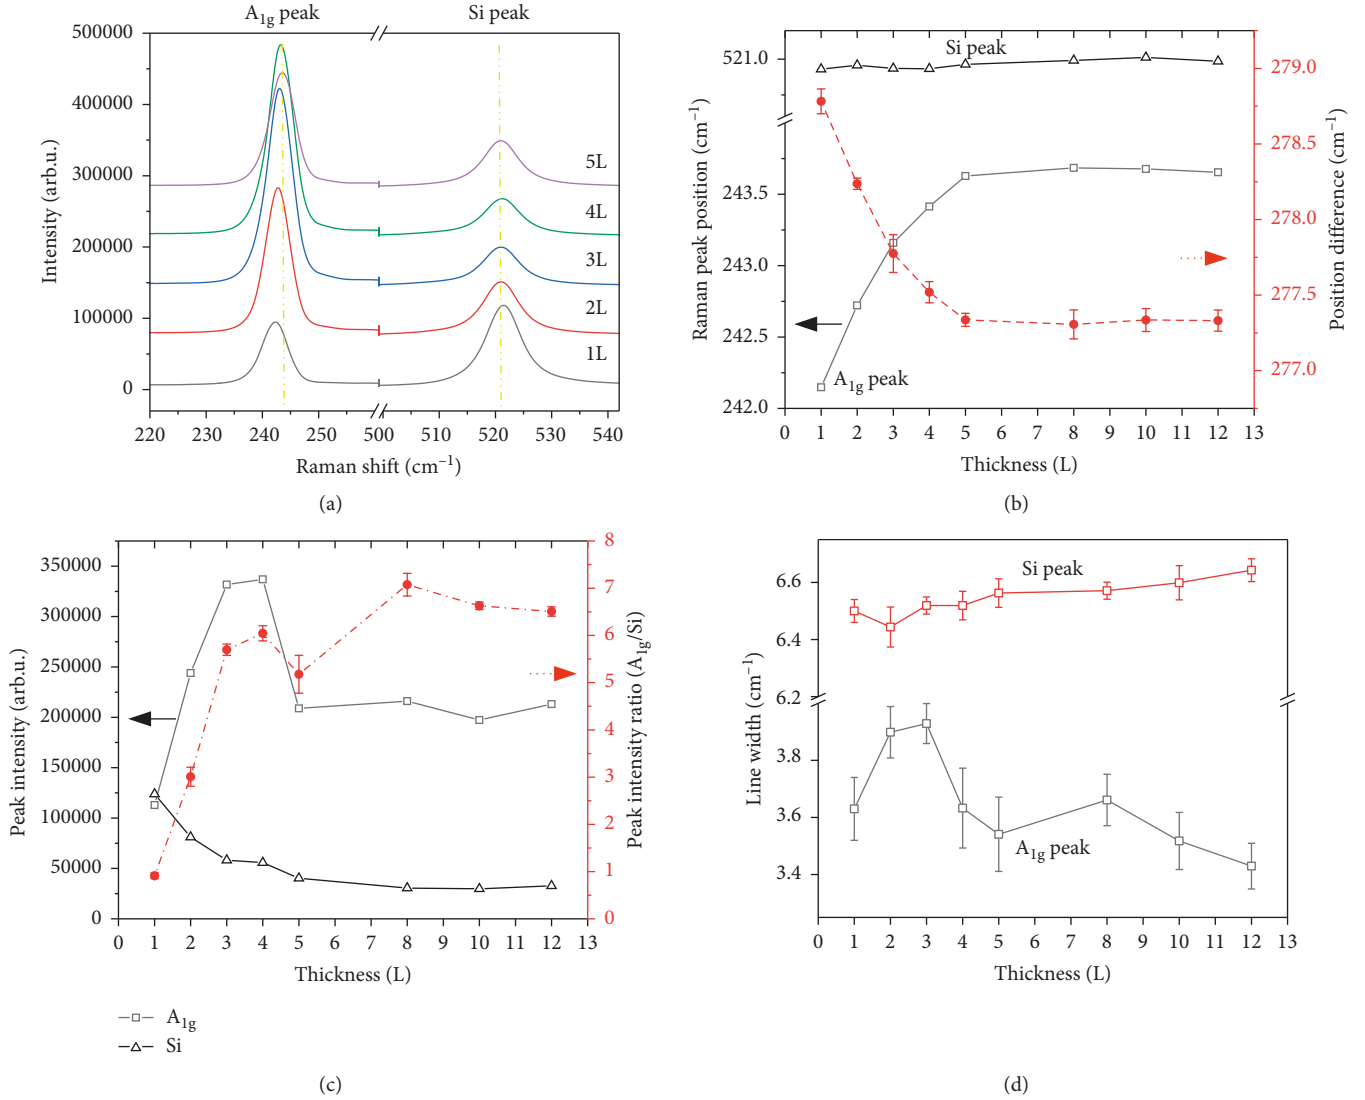 A1g peak
Si peak
500000
400000
300000
200000
100000
0
Intensity (arb.u.)
5L
4L
3L
2L
1L
220 230 240 250 500 510 520 530 540
Raman shift (cm–1)
(a)
Si peak
521.0
243.5
243.0
242.5
242.0
Raman peak position (cm–1)
A1g peak
279.0
278.5
278.0
277.5
277.0
Position difference (cm–1)
0 1 2 3 4 5 6 7 8 9 10 11 12 13
Thickness (L)
(b)
350000
300000
250000
200000
150000
100000
50000
0
Peak intensity (arb.u.)
8
7
6
5
4
3
2
1
0
Peak intensity ratio (A1g/Si)
0 1 2 3 4 5 6 7 8 9 10 11 12 13
Thickness (L)
A1g
Si
(c)
Si peak
6.6
6.4
6.2
3.8
3.6
3.4
Line width (cm–1)
A1g peak
0 1 2 3 4 5 6 7 8 9 10 11 12 13
Thickness (L)
(d)